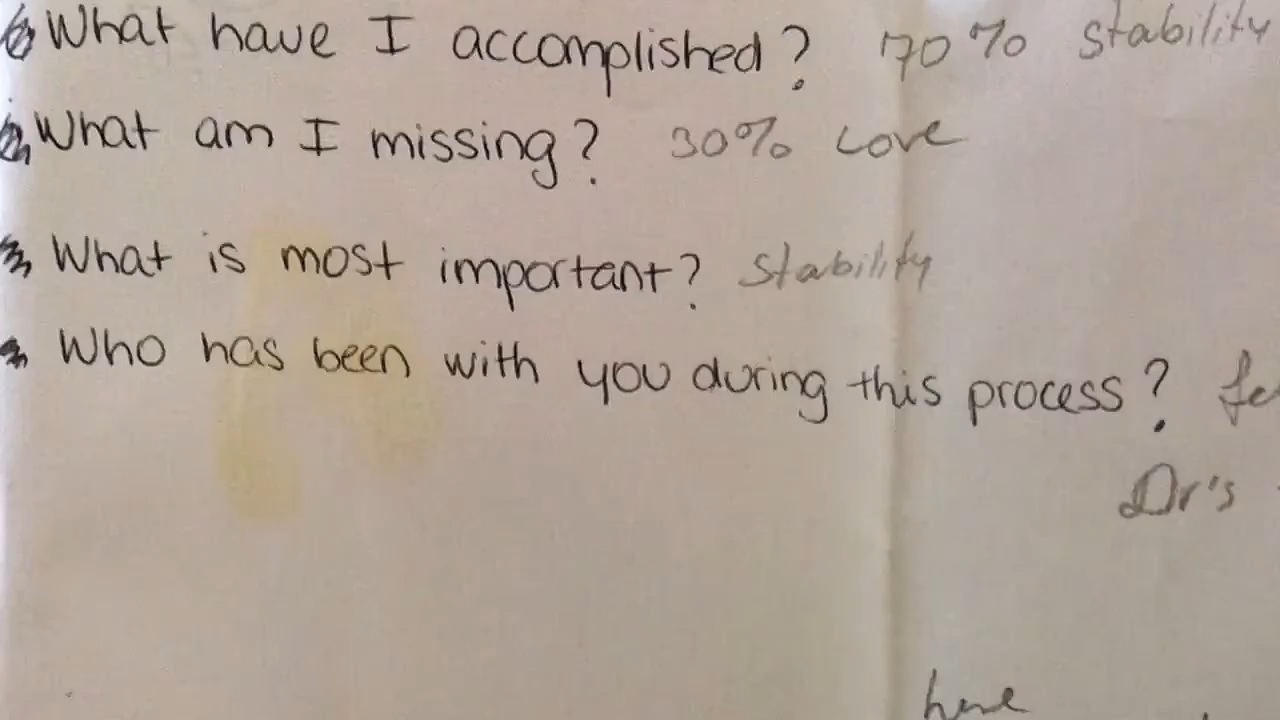 What have I accomplished? 70% stability
What am I missing? 30% Love
What is most important? Stability
Who has been with you during this process?
Dr's
here